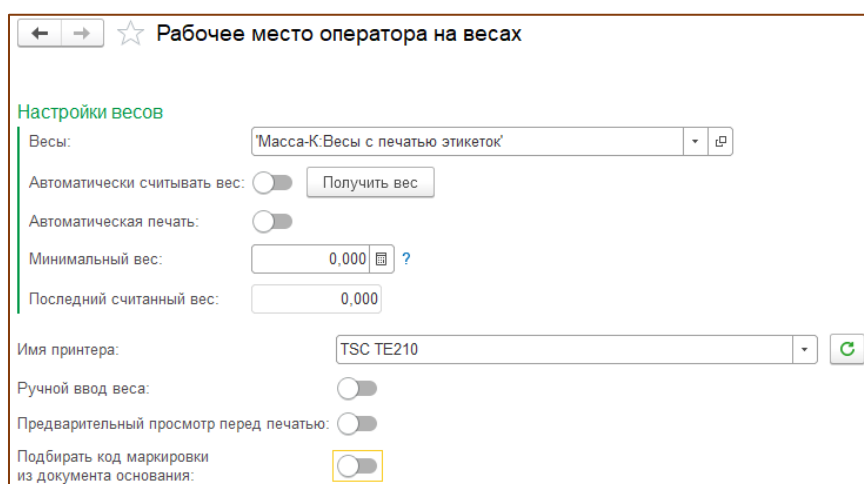 Рабочее место оператора на весах
Настройки весов
Весы: 'Масса-К:Весы с печатью этикеток'
Автоматически считывать вес: Получить вес
Автоматическая печать:
Минимальный вес: 0,000 ?
Последний считанный вес: 0,000
Имя принтера: TSC TE210
Ручной ввод веса:
Предварительный просмотр перед печатью:
Подбирать код маркировки
из документа основания: